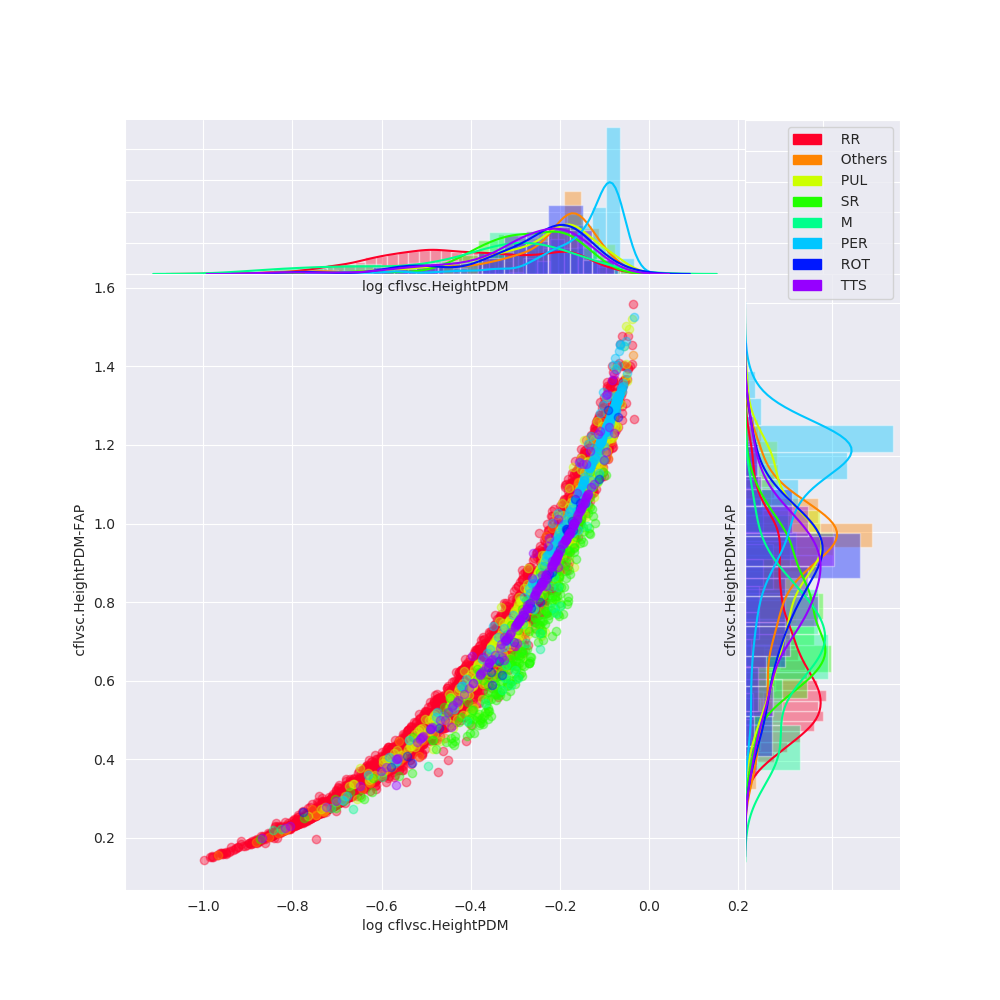 RR
Others
PUL
SR
M
PER
ROT
TTS
log cflvsc.HeightPDM
1.6
1.4
1.2
1.0
0.8
0.6
0.4
0.2
cflvsc.HeightPDM-FAP
cflvsc.HeightPDM-FAP
−1.0 −0.8 −0.6 −0.4 −0.2 0.0 0.2
log cflvsc.HeightPDM